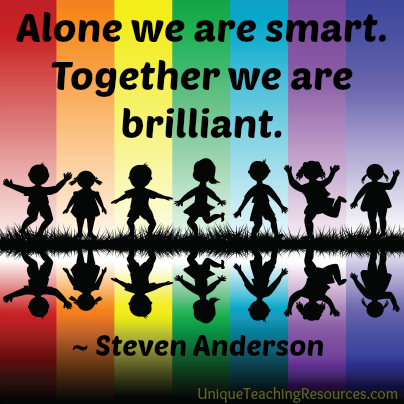 Alone we are smart.
Together we are
brilliant.
~ Steven Anderson
UniqueTeachingResources.com